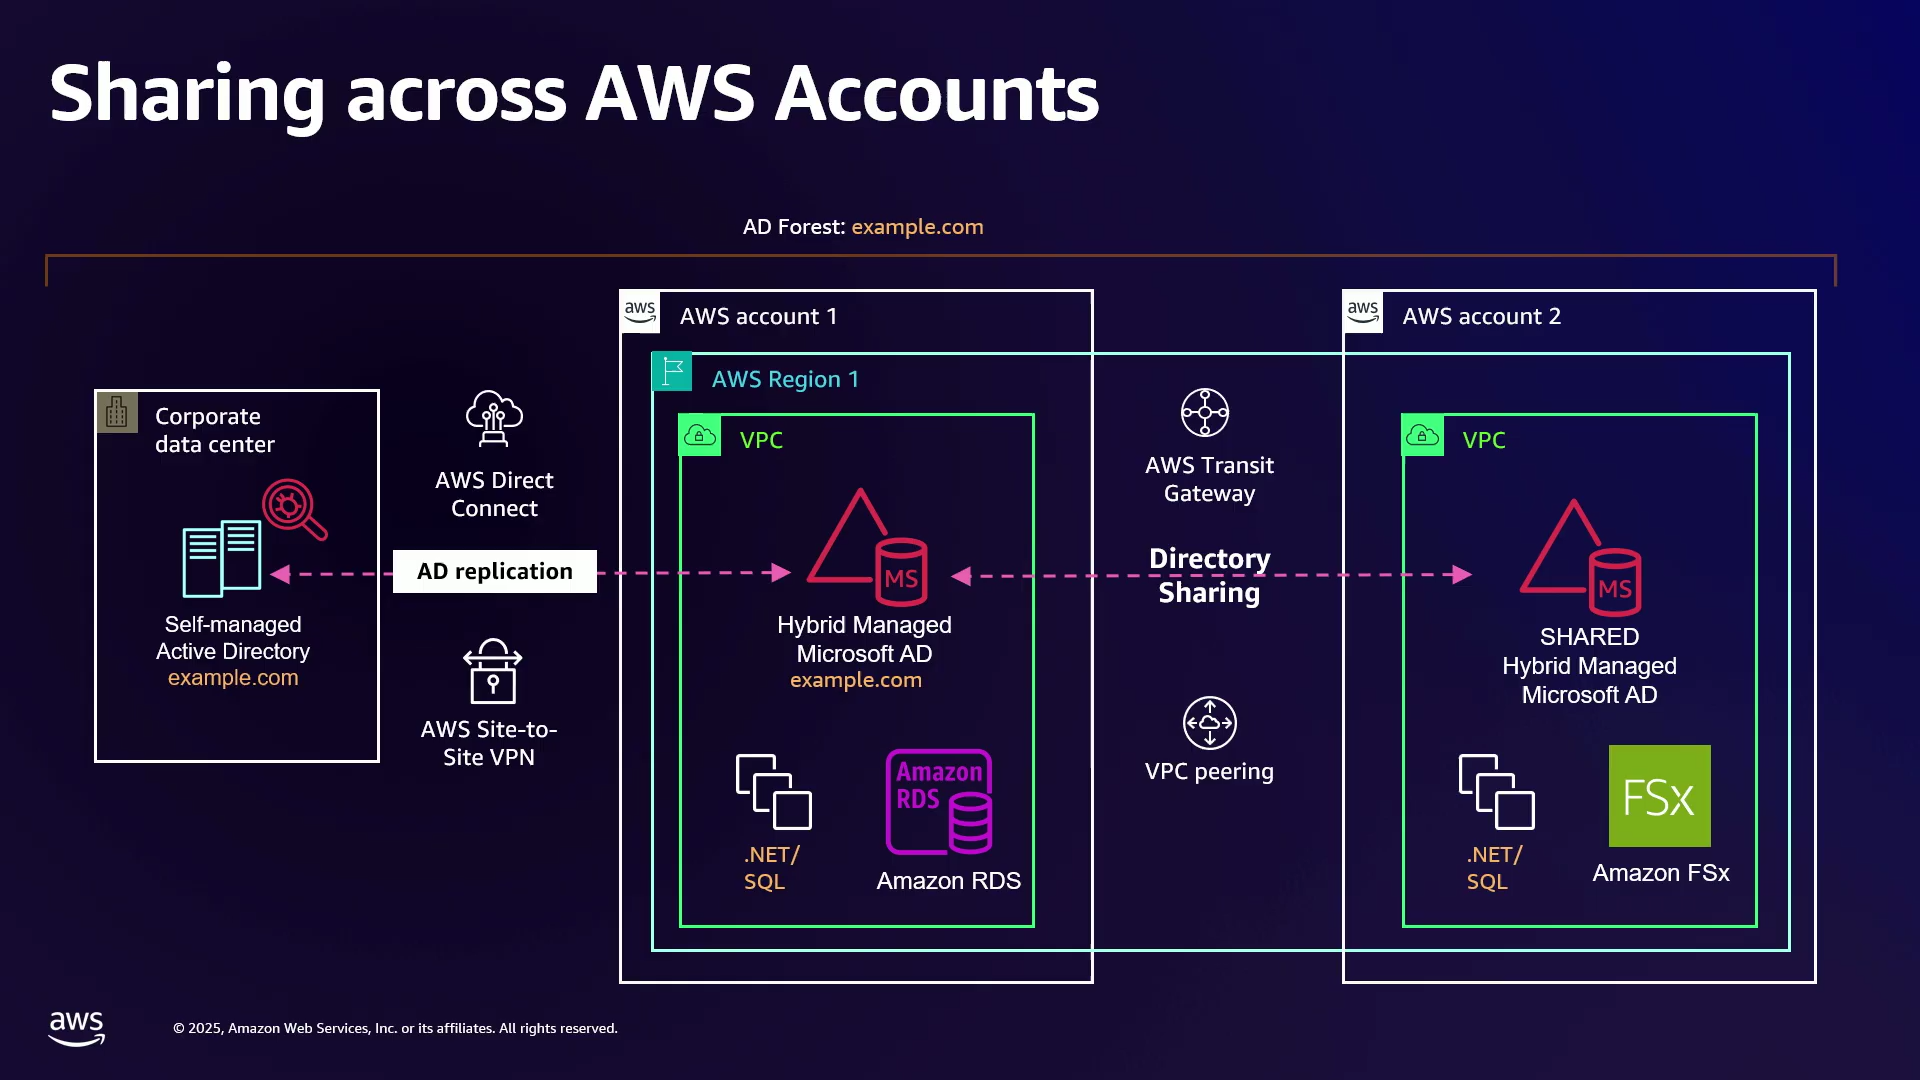 Sharing across AWS Accounts
AD Forest: example.com
aws
AWS account 1
aws
AWS account 2
AWS Region 1
Corporate
data center
VPC
VPC
AWS Direct
Connect
AWS Transit
Gateway
AD replication
Directory
Sharing
MS
MS
Self-managed
Active Directory
example.com
Hybrid Managed
Microsoft AD
example.com
SHARED
Hybrid Managed
Microsoft AD
AWS Site-to-
Site VPN
VPC peering
Amazon
RDS
FSx
.NET/
SQL
Amazon RDS
.NET/
SQL
Amazon FSx
aws
© 2025, Amazon Web Services, Inc. or its affiliates. All rights reserved.